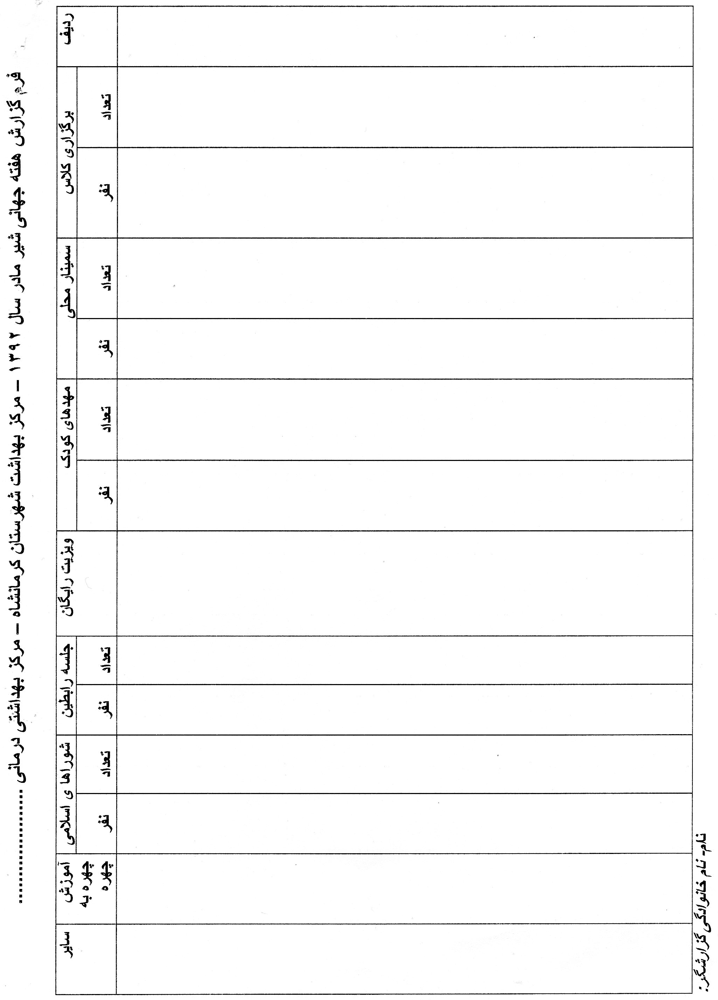 فرم گزارش هفته جهانی شیر مادر سال ۱۳۹۲ – مرکز بهداشت شهرستان کرمانشاه – مرکز بهداشتی درمانی ......................
ردیف
برگزاری کلاس
تعداد
نفر
سمینار محلی
تعداد
نفر
مهدهای کودک
تعداد
نفر
ویزیت رایگان
جلسه رابطین
تعداد
نفر
شوراها ی اسلامی
تعداد
نفر
آموزش
چهره به
چهره
سایر
نام- نام خانوادگی گزارشگر: